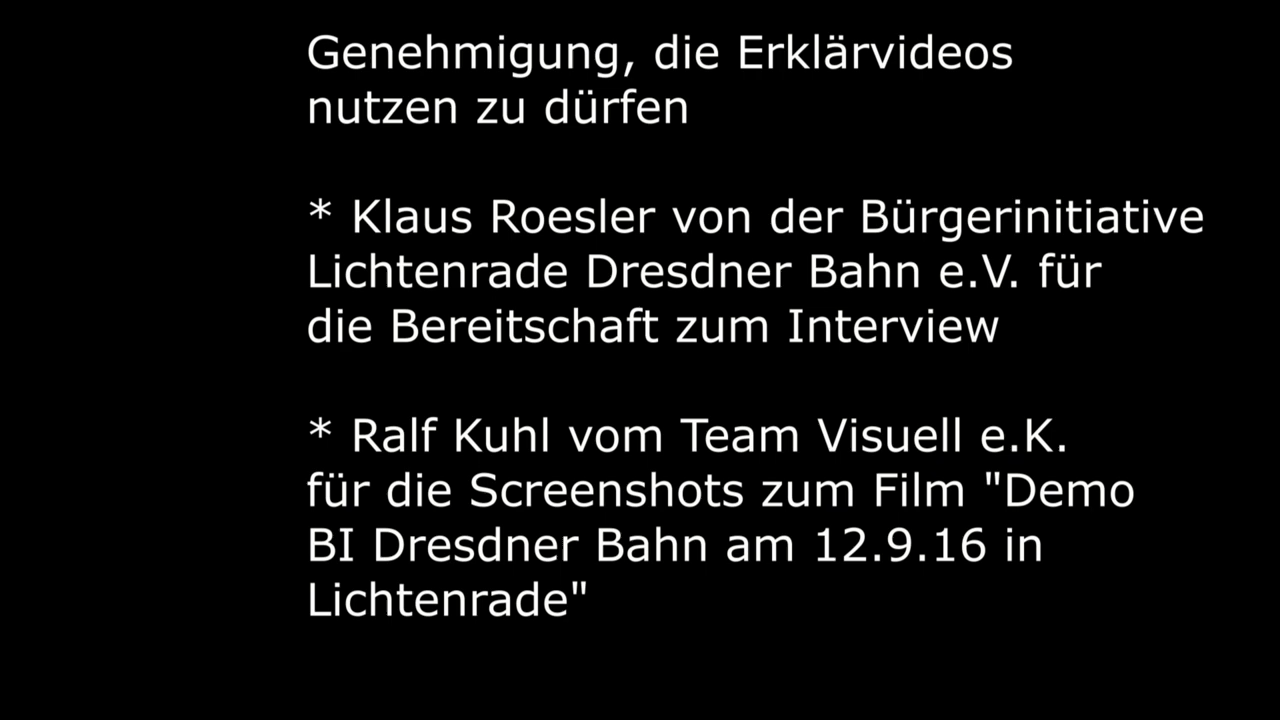 Genehmigung, die Erklärvideos
nutzen zu dürfen
* Klaus Roesler von der Bürgerinitiative
Lichtenrade Dresdner Bahn e.V. für
die Bereitschaft zum Interview
* Ralf Kuhl vom Team Visuell e.K.
für die Screenshots zum Film "Demo
BI Dresdner Bahn am 12.9.16 in
Lichtenrade"